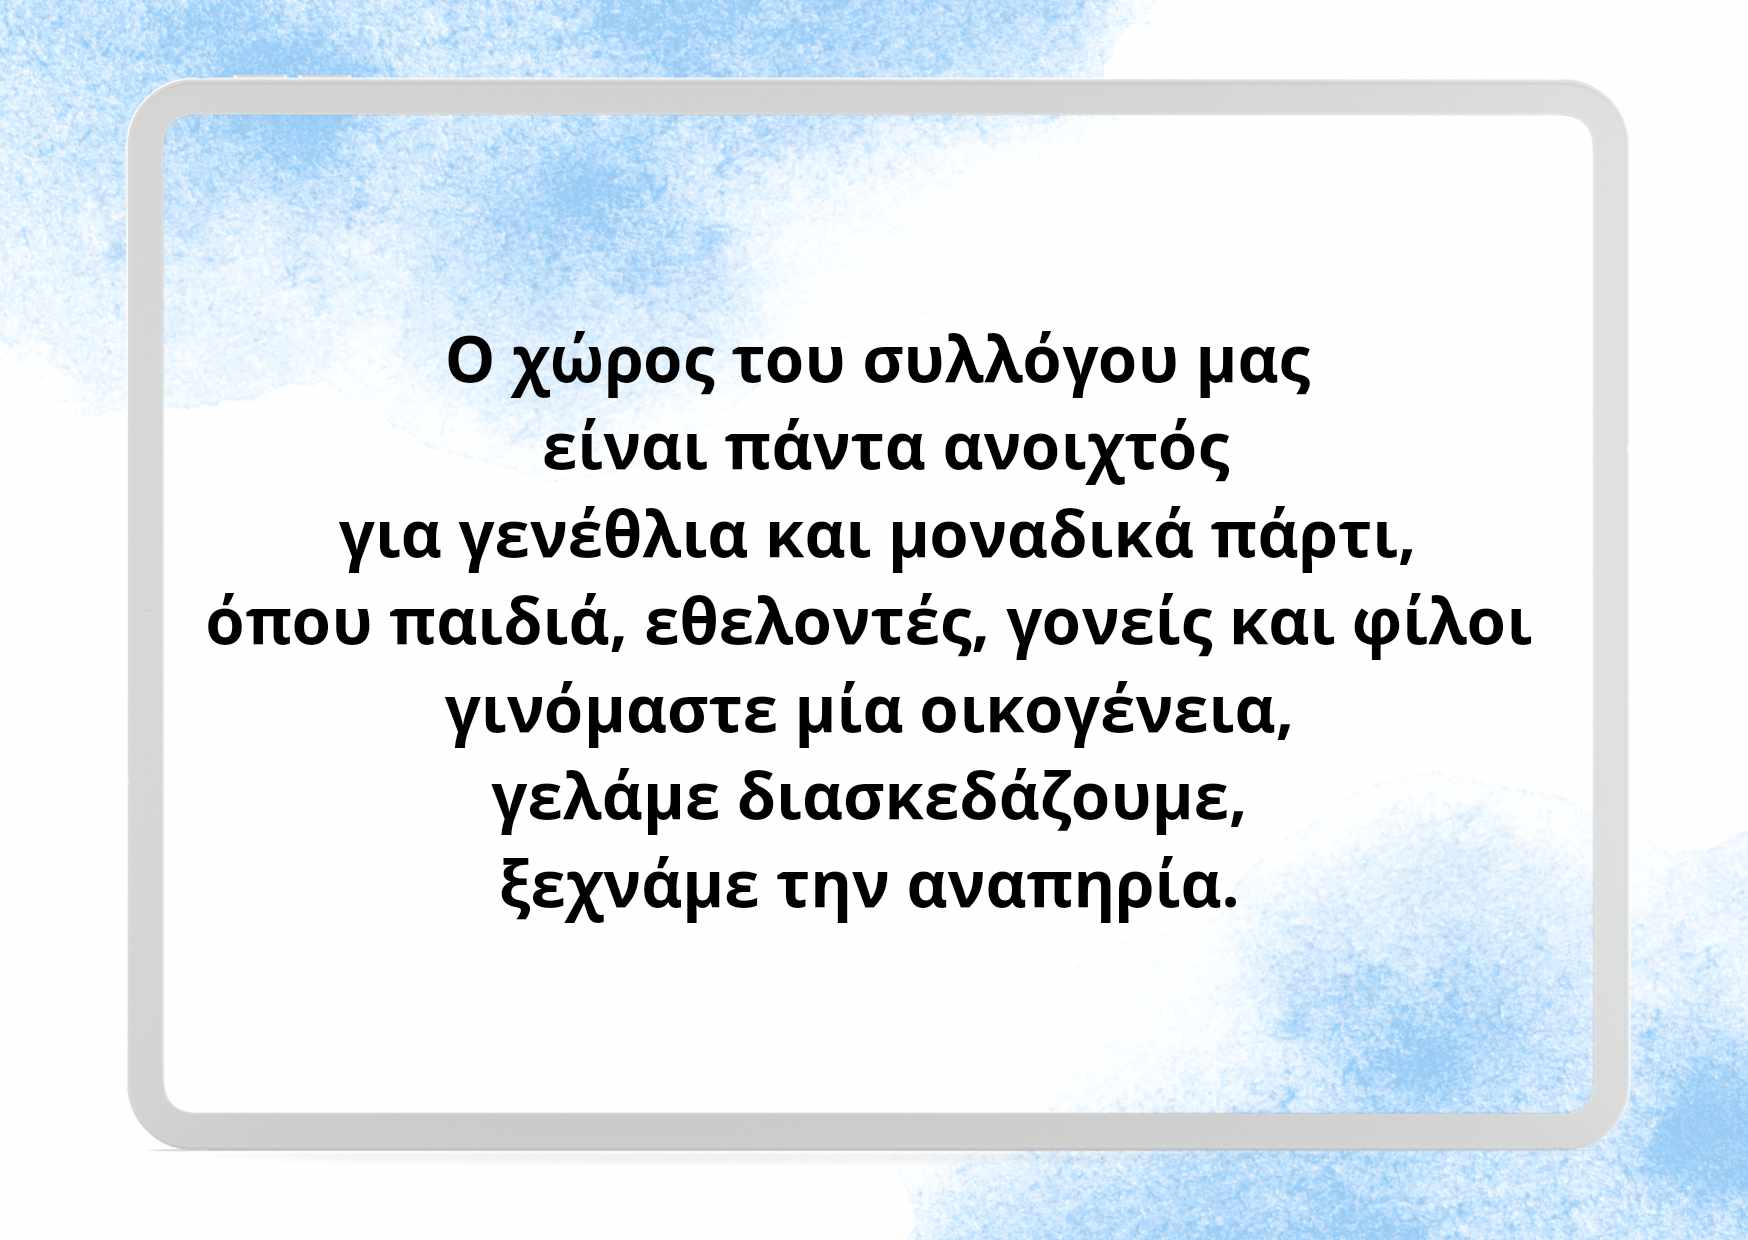 Ο χώρος του συλλόγου μας
είναι πάντα ανοιχτός
για γενέθλια και μοναδικά πάρτι,
όπου παιδιά, εθελοντές, γονείς και φίλοι
γινόμαστε μία οικογένεια,
γελάμε διασκεδάζουμε,
ξεχνάμε την αναπηρία.